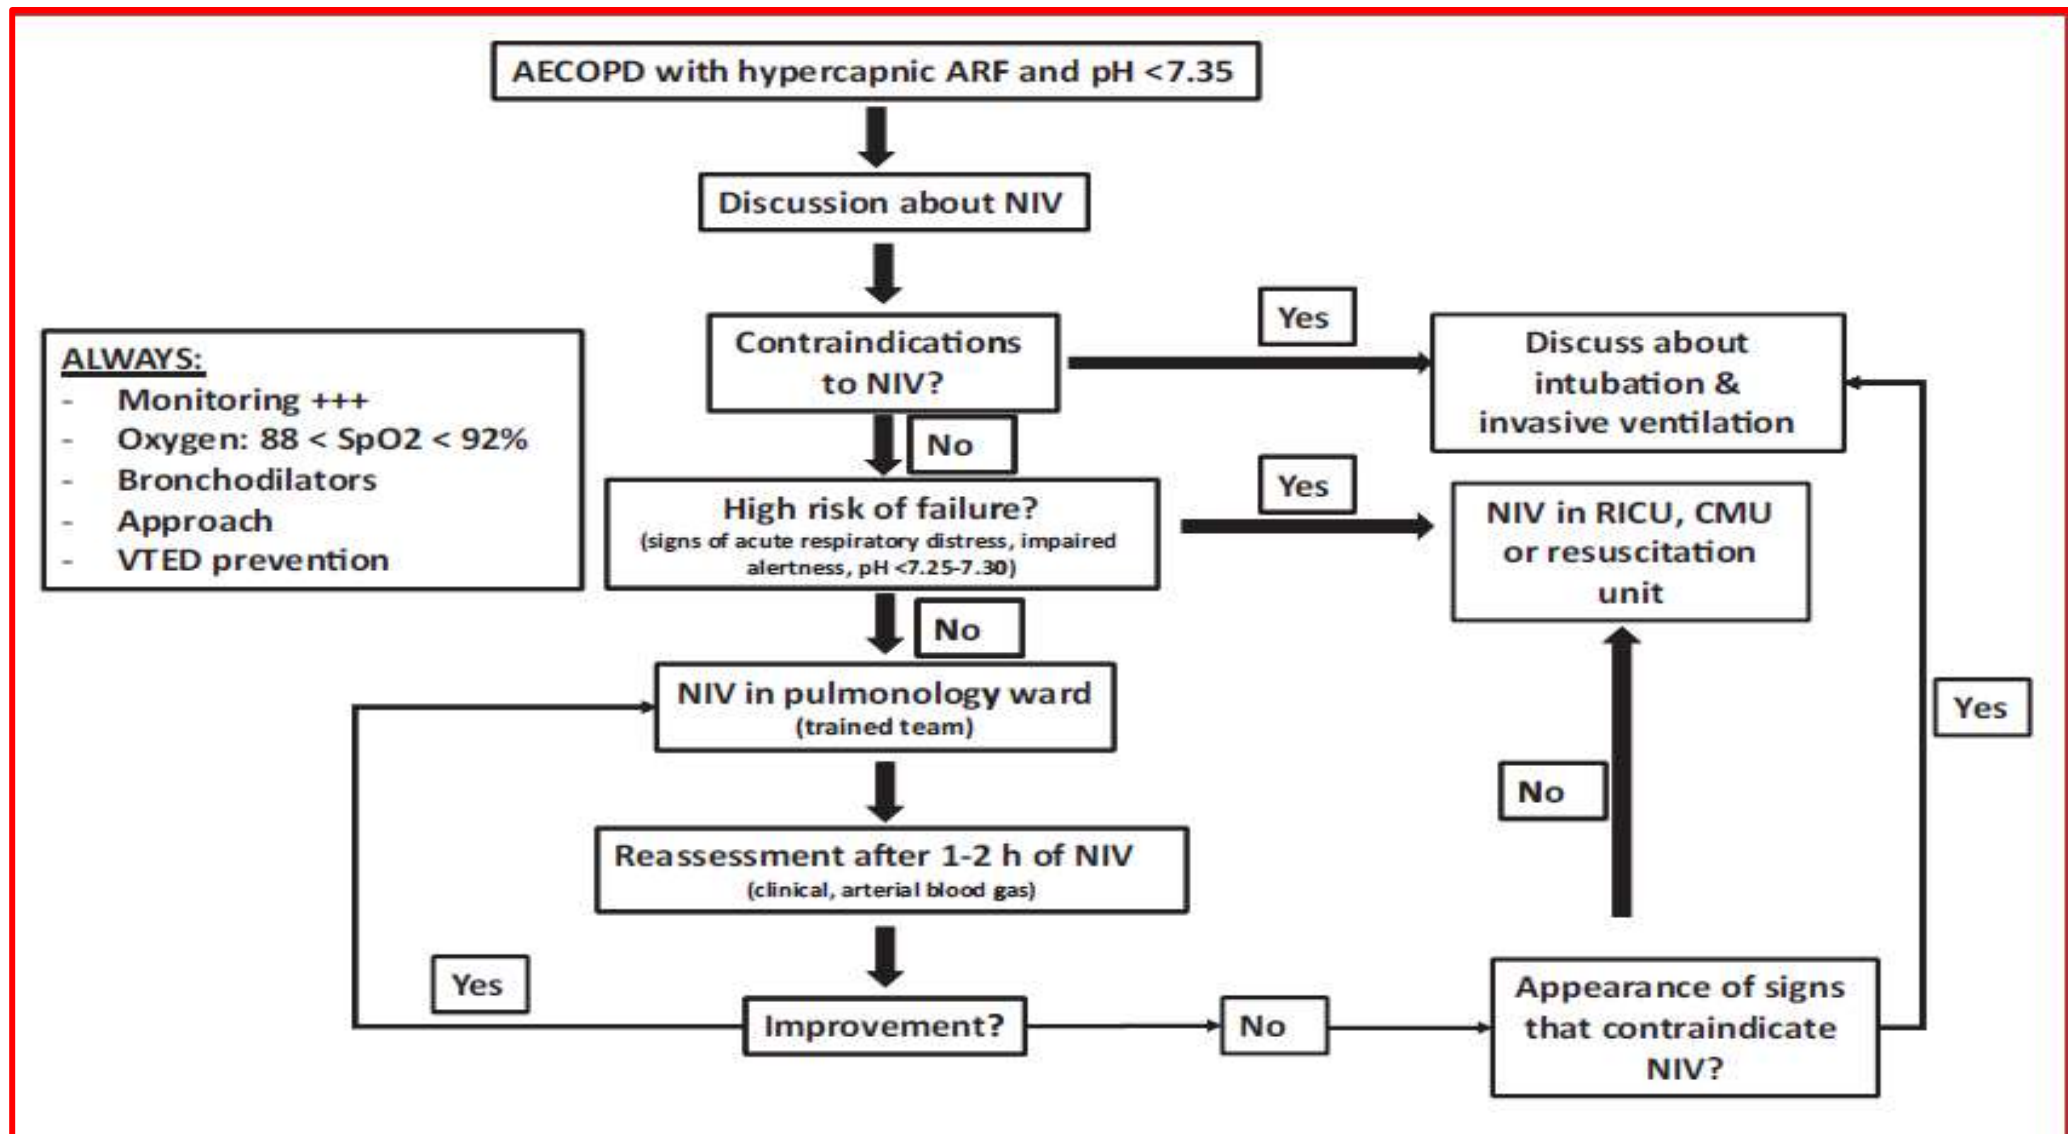 AECOPD with hypercapnic ARF and pH <7.35
Discussion about NIV
Contraindications
to NIV?
Yes
Discuss about
intubation &
invasive ventilation
ALWAYS:
- Monitoring +++
- Oxygen: 88 < SpO2 < 92%
- Bronchodilators
- Approach
- VTED prevention
No
High risk of failure?
(signs of acute respiratory distress, impaired
alertness, pH <7.25-7.30)
Yes
NIV in RICU, CMU
or resuscitation
unit
No
NIV in pulmonology ward
(trained team)
Yes
No
Reassessment after 1-2 h of NIV
(clinical, arterial blood gas)
Yes
Improvement?
No
Appearance of signs
that contraindicate
NIV?